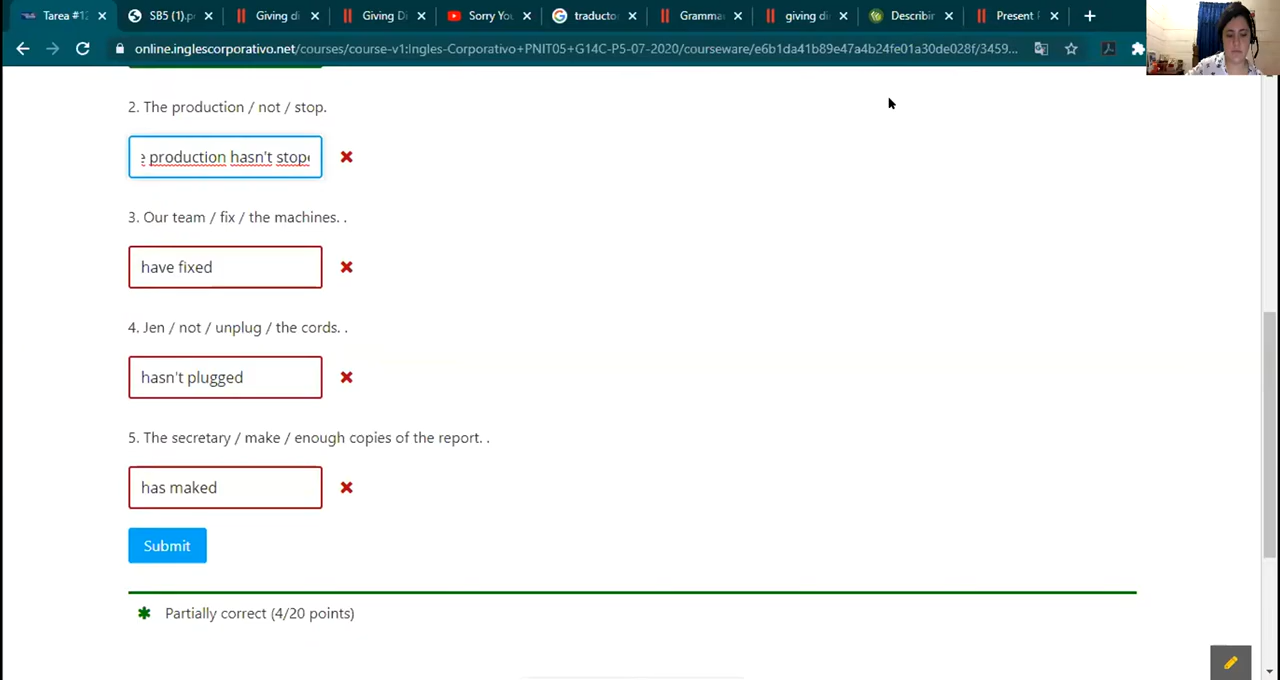 Tarea #12
SB5 (1).p
Giving di
Giving Di
Sorry You
traducto
Gramma
giving di
Describin
Present P
online.inglescorporativo.net/courses/course-v1:Ingles-Corporativo+PNIT05+G14C-P5-07-2020/courseware/e6b1da41b89e47a4b24fe01a30de028f/3459...
2. The production / not / stop.
production hasn't stop
3. Our team / fix / the machines. .
have fixed
4. Jen / not / unplug / the cords. .
hasn't plugged
5. The secretary / make / enough copies of the report. .
has maked
Submit
Partially correct (4/20 points)